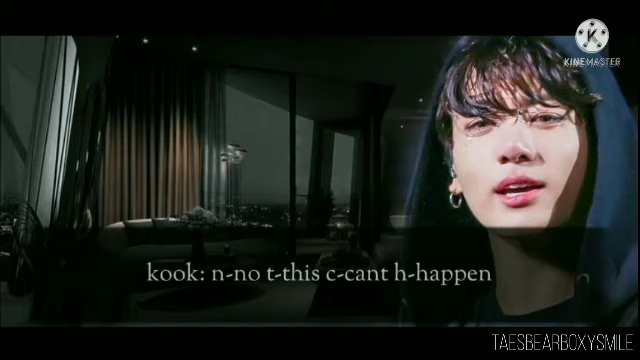 KINEMASTER
kook: n-no t-this c-cant h-happen
TAESBEARBOXYSMILE